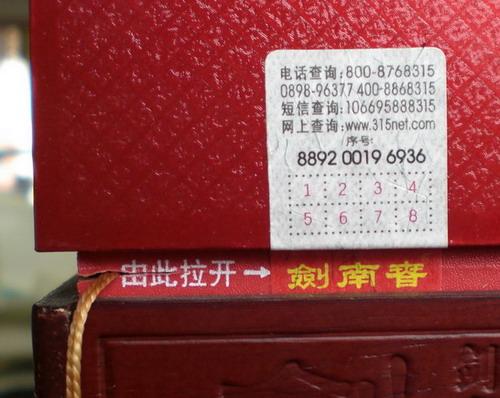 电话查询:800-8768315
0898-96377 400-8868315
短信查询:106695888315
网上查询:www.315net.com
序号:
8892 0019 6936
1 2 3 4
5 6 7 8
由此拉开→ 劍南春